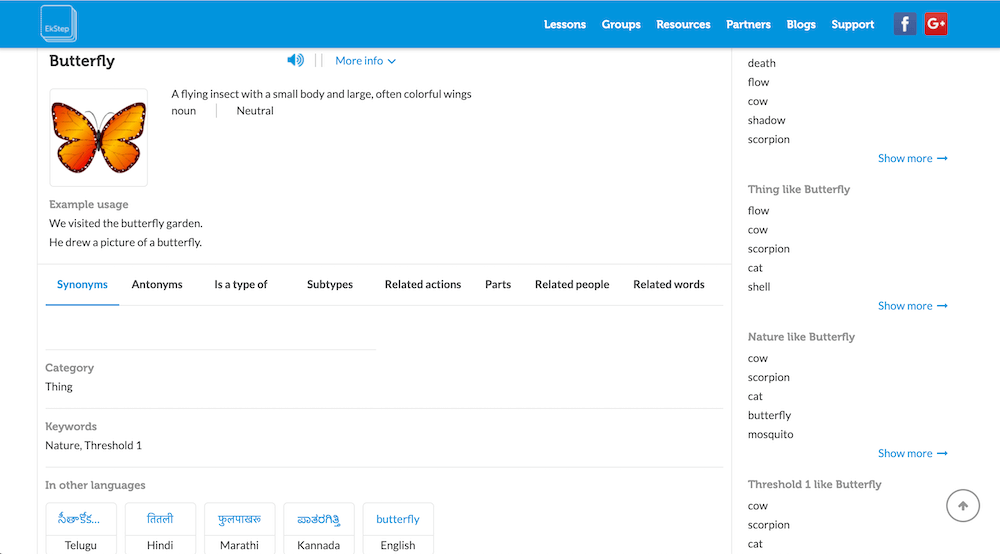 EkStep
Lessons Groups Resources Partners Blogs Support f G+
Butterfly
More info
A flying insect with a small body and large, often colorful wings
noun | Neutral
Example usage
We visited the butterfly garden.
He drew a picture of a butterfly.
Synonyms Antonyms Is a type of Subtypes Related actions Parts Related people Related words
Category
Thing
Keywords
Nature, Threshold 1
In other languages
సీతాకోక... तितली फुलपाखरू ಪಾತರಗಿತ್ತಿ butterfly
Telugu Hindi Marathi Kannada English
death
flow
cow
shadow
scorpion
Show more →
Thing like Butterfly
flow
cow
scorpion
cat
shell
Show more →
Nature like Butterfly
cow
scorpion
cat
butterfly
mosquito
Show more →
Threshold 1 like Butterfly
cow
scorpion
cat